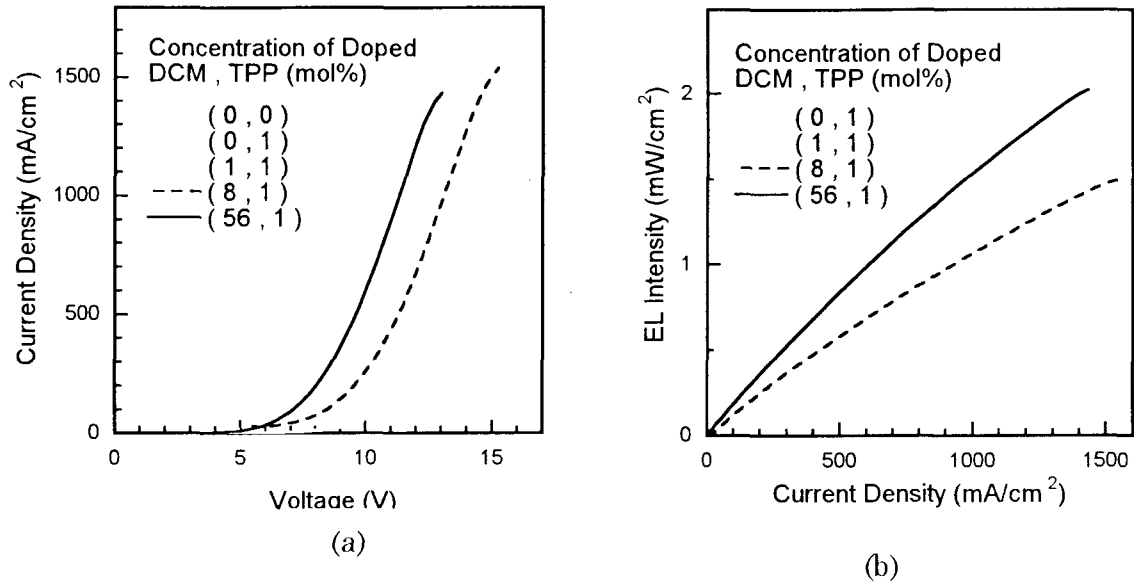 Concentration of Doped
DCM , TPP (mol%)
( 0 , 0 )
( 0 , 1 )
( 1 , 1 )
( 8 , 1 )
( 56 , 1 )
Current Density (mA/cm²)
1500
1000
500
0
0
5
10
15
Voltage (V)
(a)
Concentration of Doped
DCM , TPP (mol%)
( 0 , 1 )
( 1 , 1 )
( 8 , 1 )
( 56 , 1 )
EL Intensity (mW/cm²)
2
1
0
0
500
1000
1500
Current Density (mA/cm²)
(b)